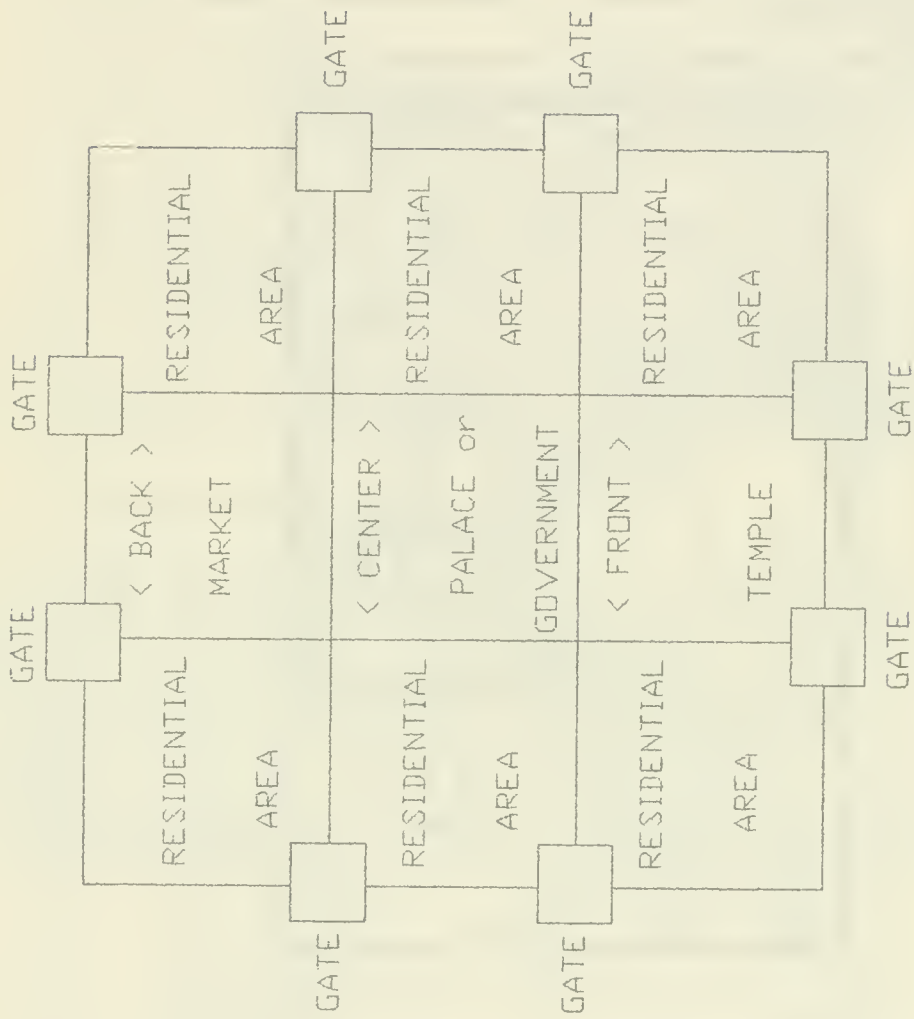 GATE
GATE
< BACK >
RESIDENTIAL
RESIDENTIAL
MARKET
AREA
AREA
GATE
GATE
< CENTER >
RESIDENTIAL
RESIDENTIAL
PALACE or
AREA
AREA
GOVERNMENT
GATE
GATE
< FRONT >
RESIDENTIAL
RESIDENTIAL
AREA
AREA
TEMPLE
GATE
GATE